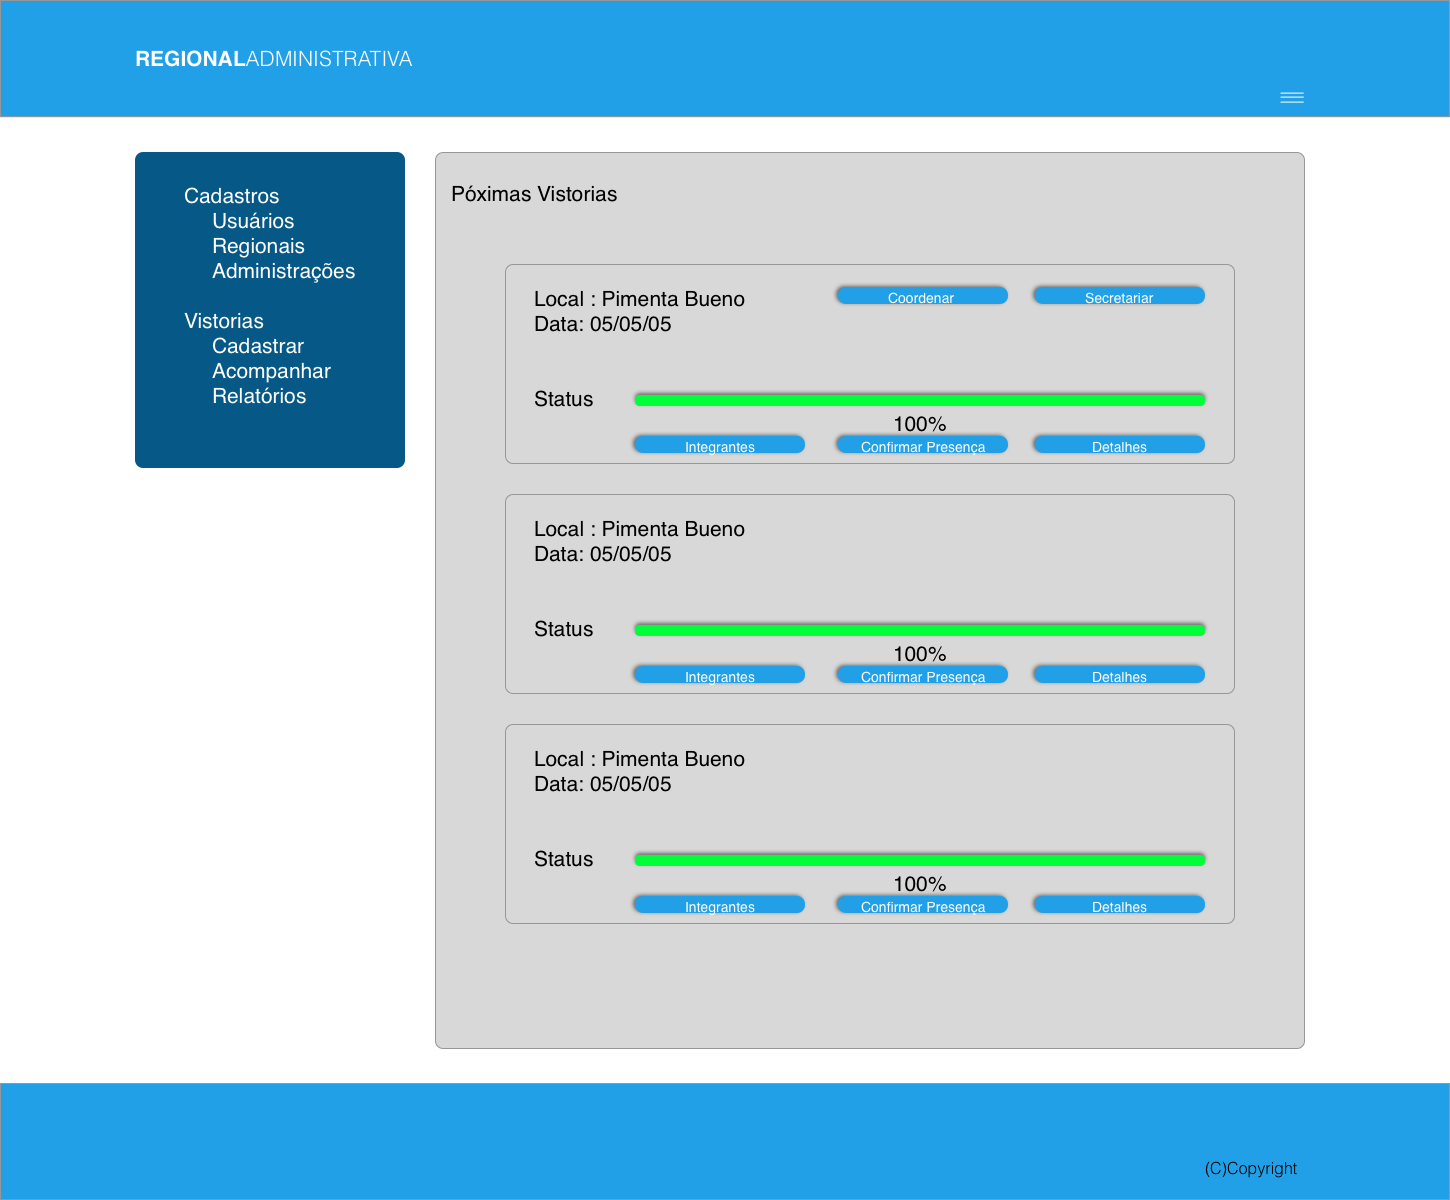 REGIONALADMINISTRATIVA
Cadastros
Usuários
Regionais
Administrações
Vistorias
Cadastrar
Acompanhar
Relatórios
Póximas Vistorias
Local : Pimenta Bueno
Coordenar
Secretariar
Data: 05/05/05
Status
100%
Integrantes
Confirmar Presença
Detalhes
Local : Pimenta Bueno
Data: 05/05/05
Status
100%
Integrantes
Confirmar Presença
Detalhes
Local : Pimenta Bueno
Data: 05/05/05
Status
100%
Integrantes
Confirmar Presença
Detalhes
(C)Copyright